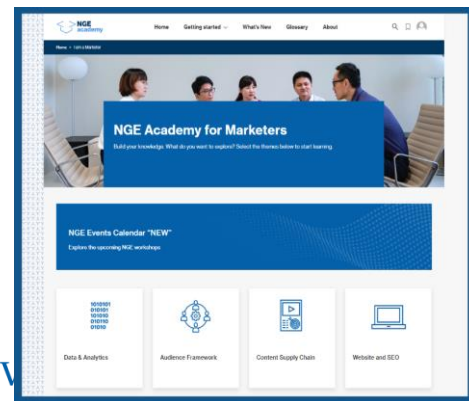 NGE
academy
Home Getting started What's New Glossary About
Home >
NGE Academy for Marketers
Build your knowledge. What do you want to explore? Select the themes below to start learning.
NGE Events Calendar "NEW"
Explore the upcoming NGE workshops
1010101
010101
101010
010110
01010
Data & Analytics
Audience Framework
Content Supply Chain
Website and SEO